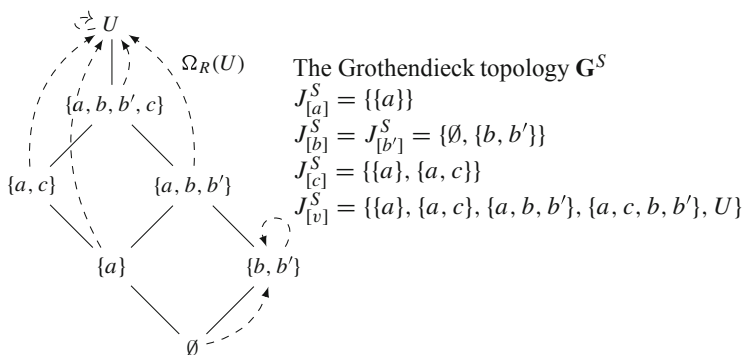 U
Ω_R(U)
{a, b, b′, c}
{a, c}
{a, b, b′}
{a}
{b, b′}
∅
The Grothendieck topology G^S
J^S_[a] = {{a}}
J^S_[b] = J^S_[b′] = {∅, {b, b′}}
J^S_[c] = {{a}, {a, c}}
J^S_[v] = {{a}, {a, c}, {a, b, b′}, {a, c, b, b′}, U}